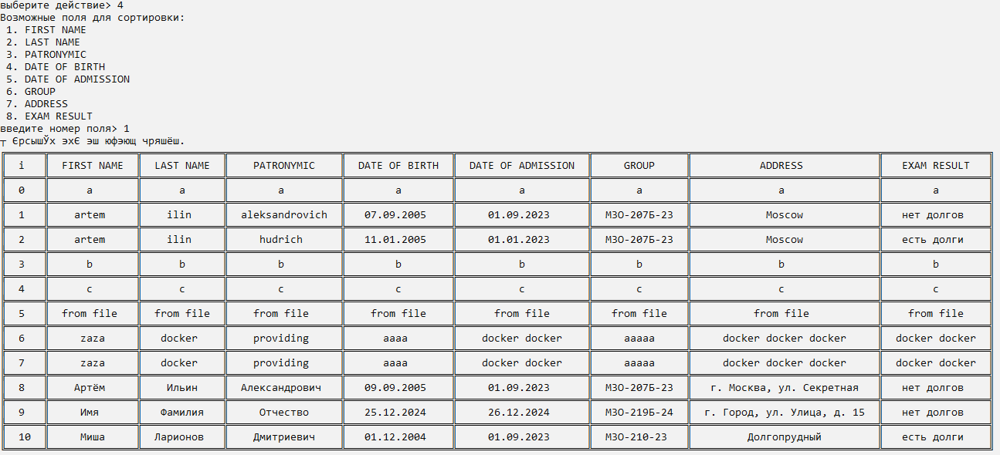 выберите действие> 4
Возможные поля для сортировки:
1. FIRST NAME
2. LAST NAME
3. PATRONYMIC
4. DATE OF BIRTH
5. DATE OF ADMISSION
6. GROUP
7. ADDRESS
8. EXAM RESULT
введите номер поля> 1
┬ ЄрсышЎх эхЄ эш юфэющ чряшёш.
i FIRST NAME LAST NAME PATRONYMIC DATE OF BIRTH DATE OF ADMISSION GROUP ADDRESS EXAM RESULT
0 a a a a a a a a
1 artem ilin aleksandrovich 07.09.2005 01.09.2023 МЗО-207Б-23 Moscow нет долгов
2 artem ilin hudrich 11.01.2005 01.01.2023 МЗО-207Б-23 Moscow есть долги
3 b b b b b b b b
4 c c c c c c c c
5 from file from file from file from file from file from file from file from file
6 zaza docker providing aaaa docker docker aaaaa docker docker docker docker docker
7 zaza docker providing aaaa docker docker aaaaa docker docker docker docker docker
8 Артём Ильин Александрович 09.09.2005 01.09.2023 МЗО-207Б-23 г. Москва, ул. Секретная нет долгов
9 Имя Фамилия Отчество 25.12.2024 26.12.2024 МЗО-219Б-24 г. Город, ул. Улица, д. 15 нет долгов
10 Миша Ларионов Дмитриевич 01.12.2004 01.09.2023 МЗО-210-23 Долгопрудный есть долги